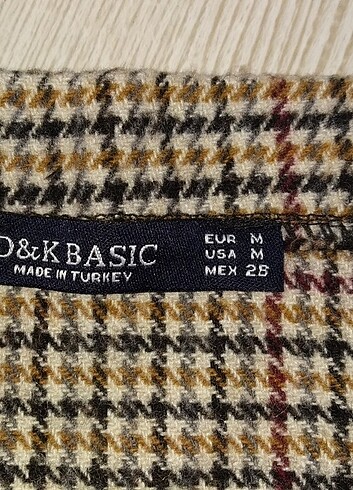 D&K BASIC
MADE IN TURKEY
EUR M
USA M
MEX 28